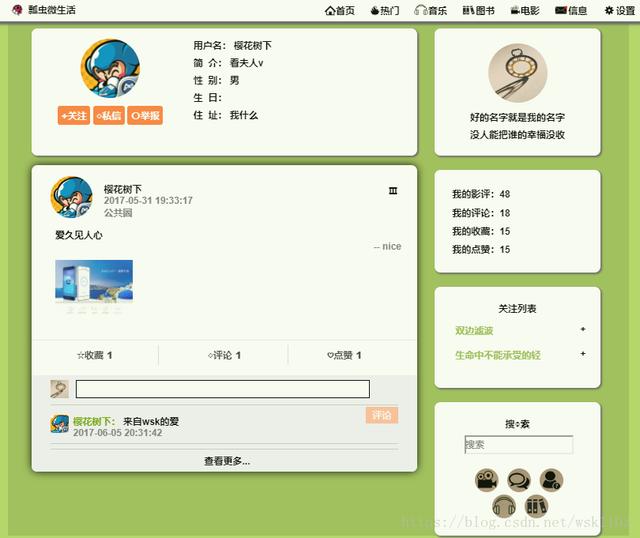 瓢虫微生活
首页 热门 音乐 图书 电影 信息 设置
用户名: 樱花树下
简 介: 看夫人v
性 别: 男
生 日:
住 址: 我什么
+关注 私信 举报
好的名字就是我的名字
没人能把谁的幸福没收
樱花树下
2017-05-31 19:33:17
公共圆
爱久见人心
-- nice
☆收藏 1 评论 1 点赞 1
评论
樱花树下: 来自wsk的爱
2017-06-05 20:31:42
查看更多...
我的影评: 48
我的评论: 18
我的收藏: 15
我的点赞: 15
关注列表
双边滤波 +
生命中不能承受的轻 +
搜索
搜索